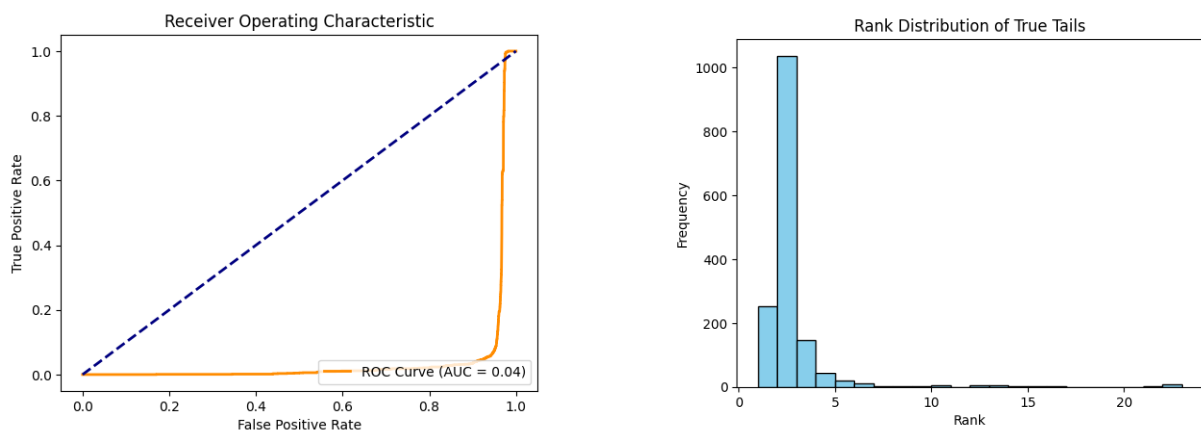 Receiver Operating Characteristic
1.0
0.8
0.6
0.4
0.2
0.0
True Positive Rate
ROC Curve (AUC = 0.04)
0.0 0.2 0.4 0.6 0.8 1.0
False Positive Rate
Rank Distribution of True Tails
1000
800
600
400
200
0
Frequency
0 5 10 15 20
Rank